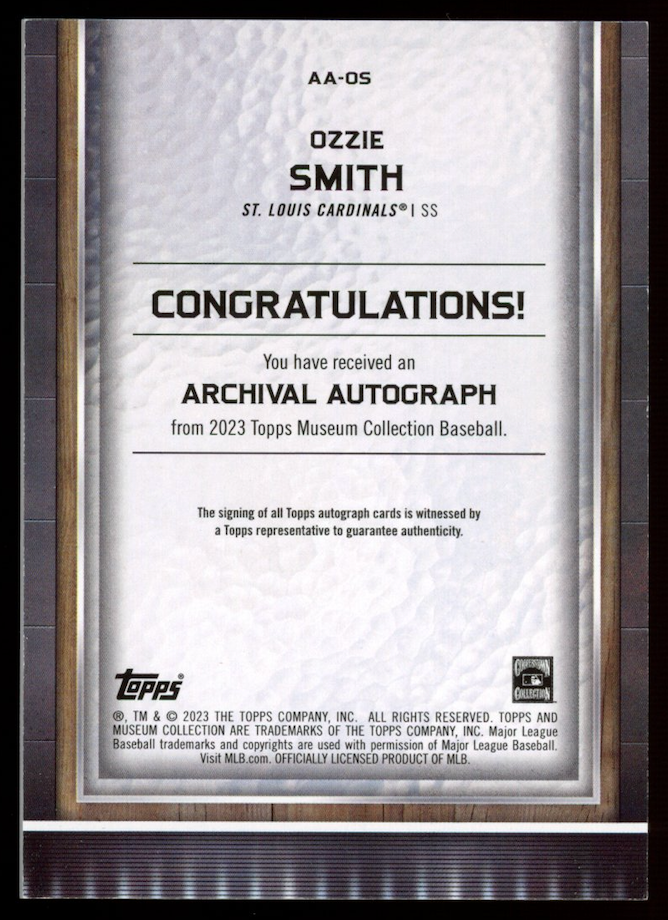 AA-OS
OZZIE
SMITH
ST. LOUIS CARDINALS® | SS
CONGRATULATIONS!
You have received an
ARCHIVAL AUTOGRAPH
from 2023 Topps Museum Collection Baseball.
The signing of all Topps autograph cards is witnessed by
a Topps representative to guarantee authenticity.
Topps®
COOPERSTOWN
COLLECTION
®, TM & © 2023 THE TOPPS COMPANY, INC. ALL RIGHTS RESERVED. TOPPS AND
MUSEUM COLLECTION ARE TRADEMARKS OF THE TOPPS COMPANY, INC. Major League
Baseball trademarks and copyrights are used with permission of Major League Baseball.
Visit MLB.com. OFFICIALLY LICENSED PRODUCT OF MLB.